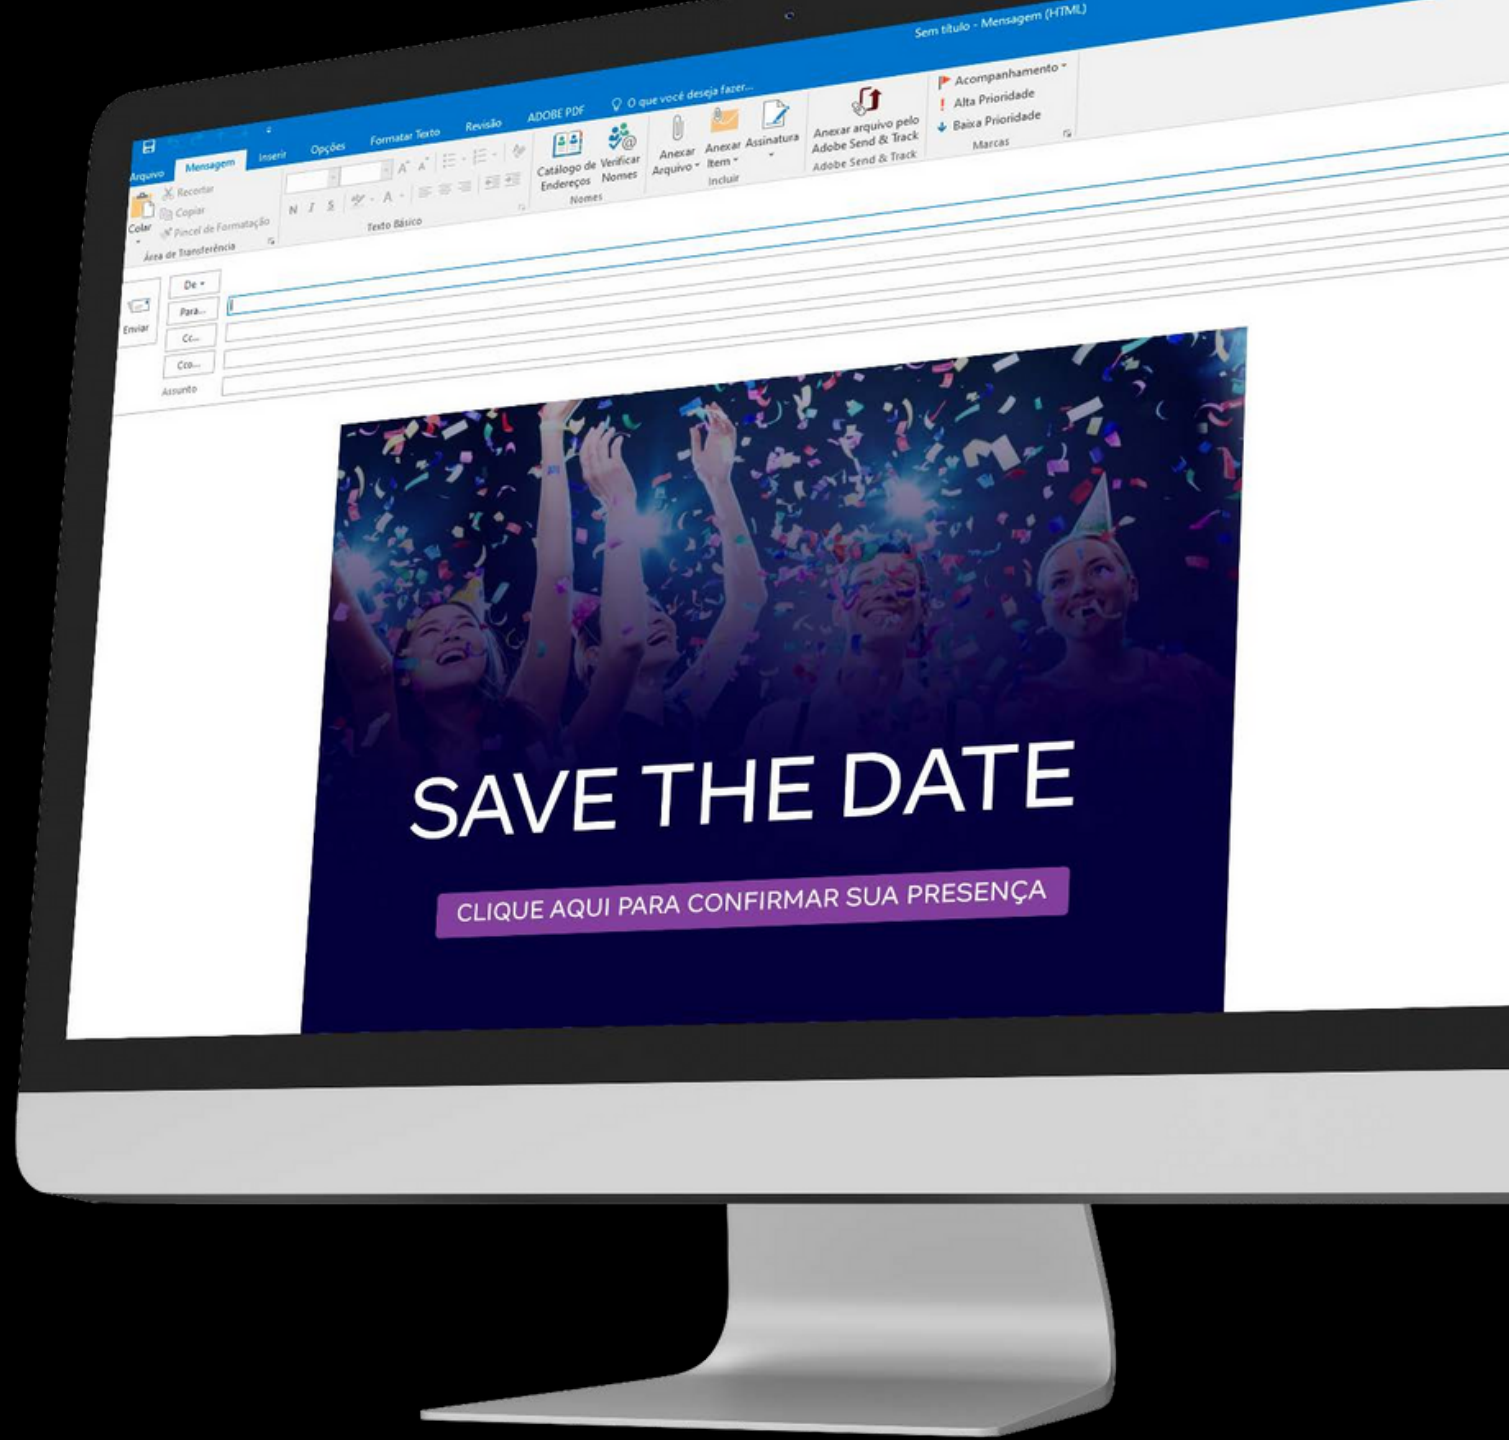 Sem título - Mensagem (HTML)
Arquivo
Mensagem
Inserir
Opções
Formatar Texto
Revisão
ADOBE PDF
O que você deseja fazer...
Colar
Recortar
Copiar
Pincel de Formatação
Área de Transferência
N I S
A
Texto Básico
Catálogo de Endereços
Verificar Nomes
Nomes
Anexar Arquivo
Anexar Item
Assinatura
Incluir
Anexar arquivo pelo
Adobe Send & Track
Adobe Send & Track
Acompanhamento
Alta Prioridade
Baixa Prioridade
Marcas
Enviar
De
Para...
Cc...
Cco...
Assunto
SAVE THE DATE
CLIQUE AQUI PARA CONFIRMAR SUA PRESENÇA